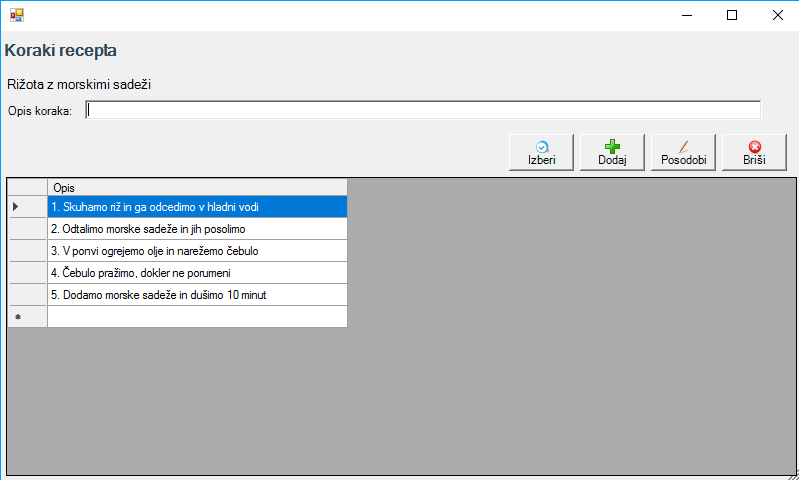 Koraki recepta
Rižota z morskimi sadeži
Opis koraka:
Izberi
Dodaj
Posodobi
Briši
Opis
1. Skuhamo riž in ga odcedimo v hladni vodi
2. Odtalimo morske sadeže in jih posolimo
3. V ponvi ogrejemo olje in narežemo čebulo
4. Čebulo pražimo, dokler ne porumeni
5. Dodamo morske sadeže in dušimo 10 minut